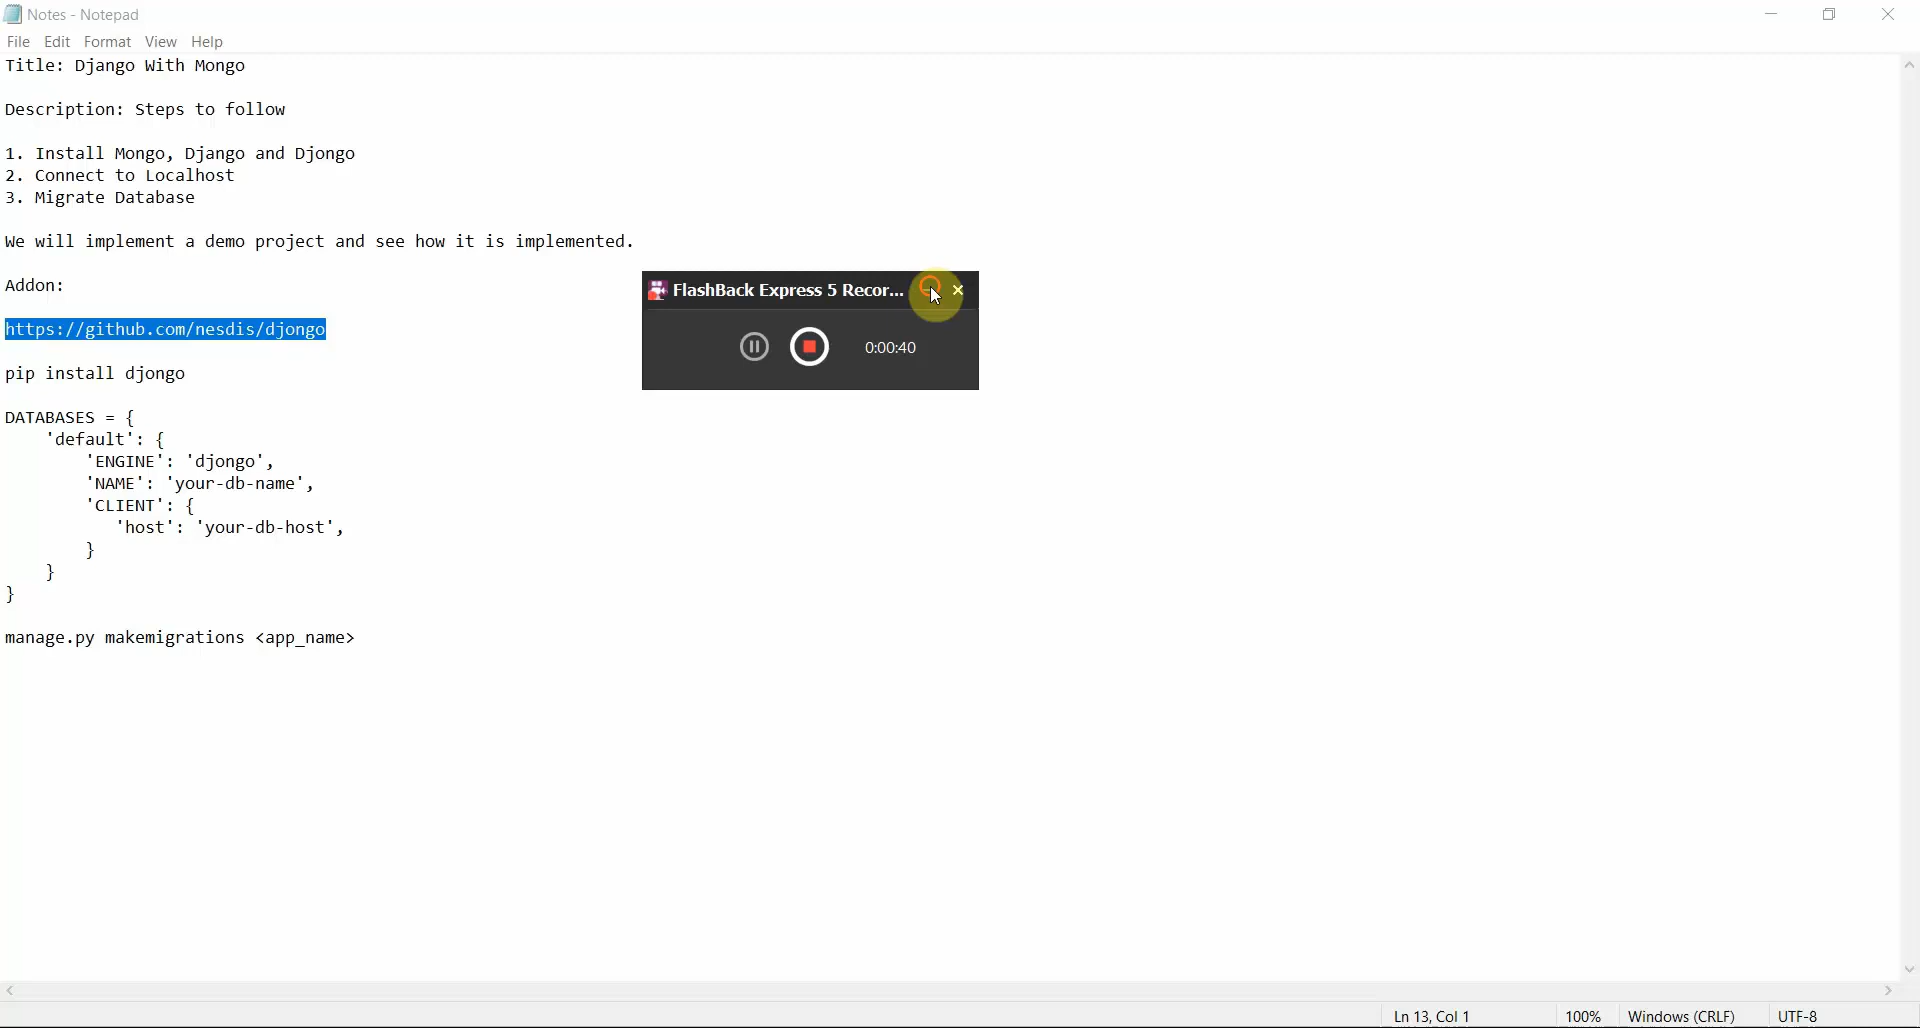 Notes - Notepad
File Edit Format View Help
Title: Django With Mongo
Description: Steps to follow
1. Install Mongo, Django and Djongo
2. Connect to Localhost
3. Migrate Database
We will implement a demo project and see how it is implemented.
Addon:
FlashBack Express 5 Recor...
https://github.com/nesdis/djongo
0:00:40
pip install djongo
DATABASES = {
    'default': {
        'ENGINE': 'djongo',
        'NAME': 'your-db-name',
        'CLIENT': {
           'host': 'your-db-host',
        }
    }
}
manage.py makemigrations <app_name>
Ln 13, Col 1 100% Windows (CRLF) UTF-8